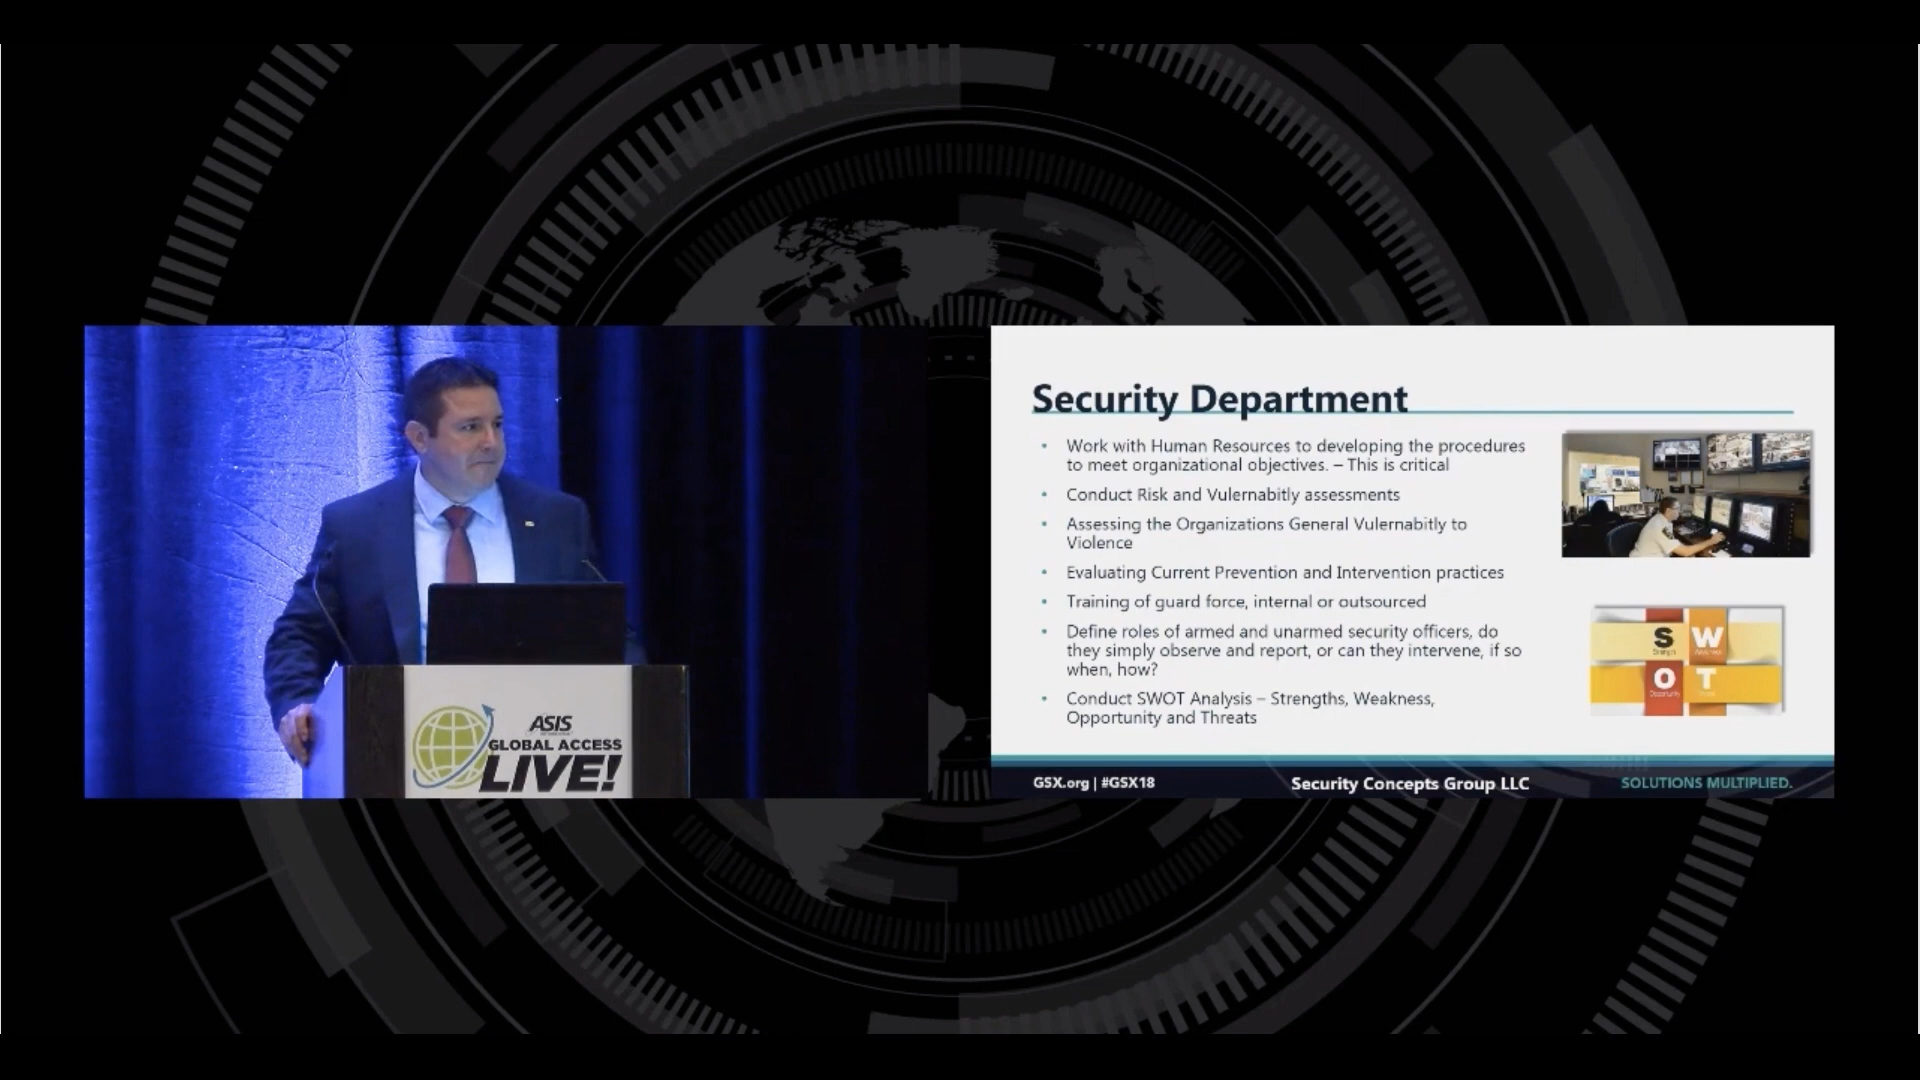 Security Department
Work with Human Resources to developing the procedures
to meet organizational objectives. – This is critical
Conduct Risk and Vulernabitly assessments
Assessing the Organizations General Vulernabitly to
Violence
Evaluating Current Prevention and Intervention practices
Training of guard force, internal or outsourced
Define roles of armed and unarmed security officers, do
they simply observe and report, or can they intervene, if so
when, how?
Conduct SWOT Analysis – Strengths, Weakness,
Opportunity and Threats
S W
O T
Opportunity
GSX.org | #GSX18
Security Concepts Group LLC
SOLUTIONS MULTIPLIED.
ASIS
GLOBAL ACCESS
LIVE!